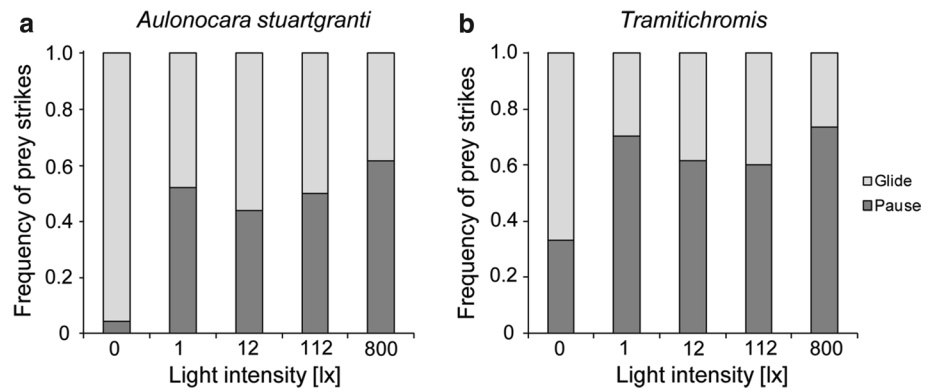 a
Aulonocara stuartgranti
Frequency of prey strikes
1.0
0.8
0.6
0.4
0.2
0
0 1 12 112 800
Light intensity [lx]
b
Tramitichromis
Frequency of prey strikes
1.0
0.8
0.6
0.4
0.2
0
0 1 12 112 800
Light intensity [lx]
Glide
Pause